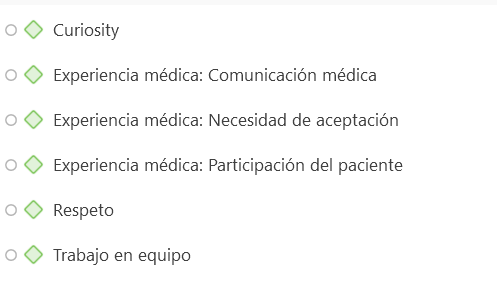 Curiosity
Experiencia médica: Comunicación médica
Experiencia médica: Necesidad de aceptación
Experiencia médica: Participación del paciente
Respeto
Trabajo en equipo